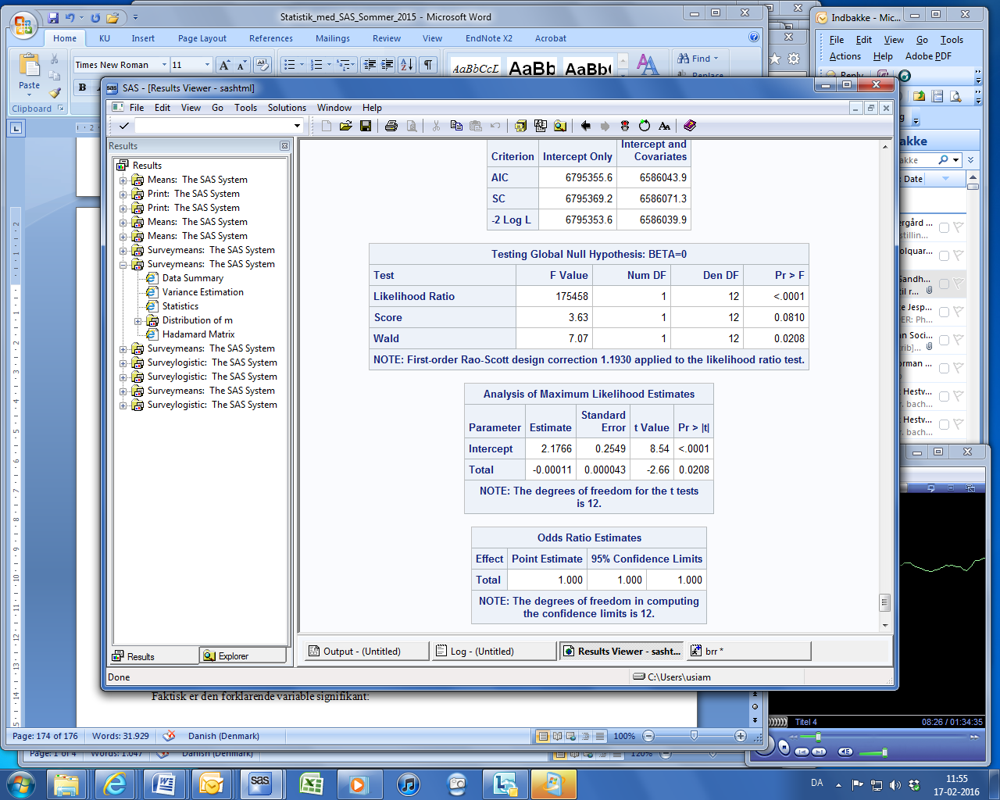 Statistik_med_SAS_Sommer_2015 - Microsoft Word
Home KU Insert Page Layout References Mailings Review View EndNote X2 Acrobat
Times New Roman 11
Paste
Clipboard
AaBbCcL AaBb AaBb
Find
Replace
Indbakke - Mic...
File Edit View Go Tools
Actions Help Adobe PDF
Reply
SAS - [Results Viewer - sashtml]
File Edit View Go Tools Solutions Window Help
Results
Results
Means: The SAS System
Print: The SAS System
Print: The SAS System
Means: The SAS System
Means: The SAS System
Surveymeans: The SAS System
Surveymeans: The SAS System
Data Summary
Variance Estimation
Statistics
Distribution of m
Hadamard Matrix
Surveymeans: The SAS System
Surveylogistic: The SAS System
Surveylogistic: The SAS System
Surveymeans: The SAS System
Surveylogistic: The SAS System
Results Explorer
Criterion Intercept Only Intercept and Covariates
AIC 6795355.6 6586043.9
SC 6795369.2 6586071.3
-2 Log L 6795353.6 6586039.9
Testing Global Null Hypothesis: BETA=0
Test F Value Num DF Den DF Pr > F
Likelihood Ratio 175458 1 12 <.0001
Score 3.63 1 12 0.0810
Wald 7.07 1 12 0.0208
NOTE: First-order Rao-Scott design correction 1.1930 applied to the likelihood ratio test.
Analysis of Maximum Likelihood Estimates
Parameter Estimate Standard Error t Value Pr > |t|
Intercept 2.1766 0.2549 8.54 <.0001
Total -0.00011 0.000043 -2.66 0.0208
NOTE: The degrees of freedom for the t tests
is 12.
Odds Ratio Estimates
Effect Point Estimate 95% Confidence Limits
Total 1.000 1.000 1.000
NOTE: The degrees of freedom in computing
the confidence limits is 12.
Output - (Untitled) Log - (Untitled) Results Viewer - sasht... brr *
Done C:\Users\usiam
akke
akke
Date
ergård ...
stillin...
olquar...
Sandh...
til r...
e Jesp...
DER: Ph...
an Soci...
rib]...
orman ...
t Hestv...
r. bach...
t Hestv...
r. bach...
Faktisk er den forklarende variable signifikant:
Page: 174 of 176 Words: 31.929 Danish (Denmark) 100%
Page: 1 of 4 Words: 1.047 Danish (Denmark) 120%
Titel 4 08:26 / 01:34:35
DA 11:55
17-02-2016